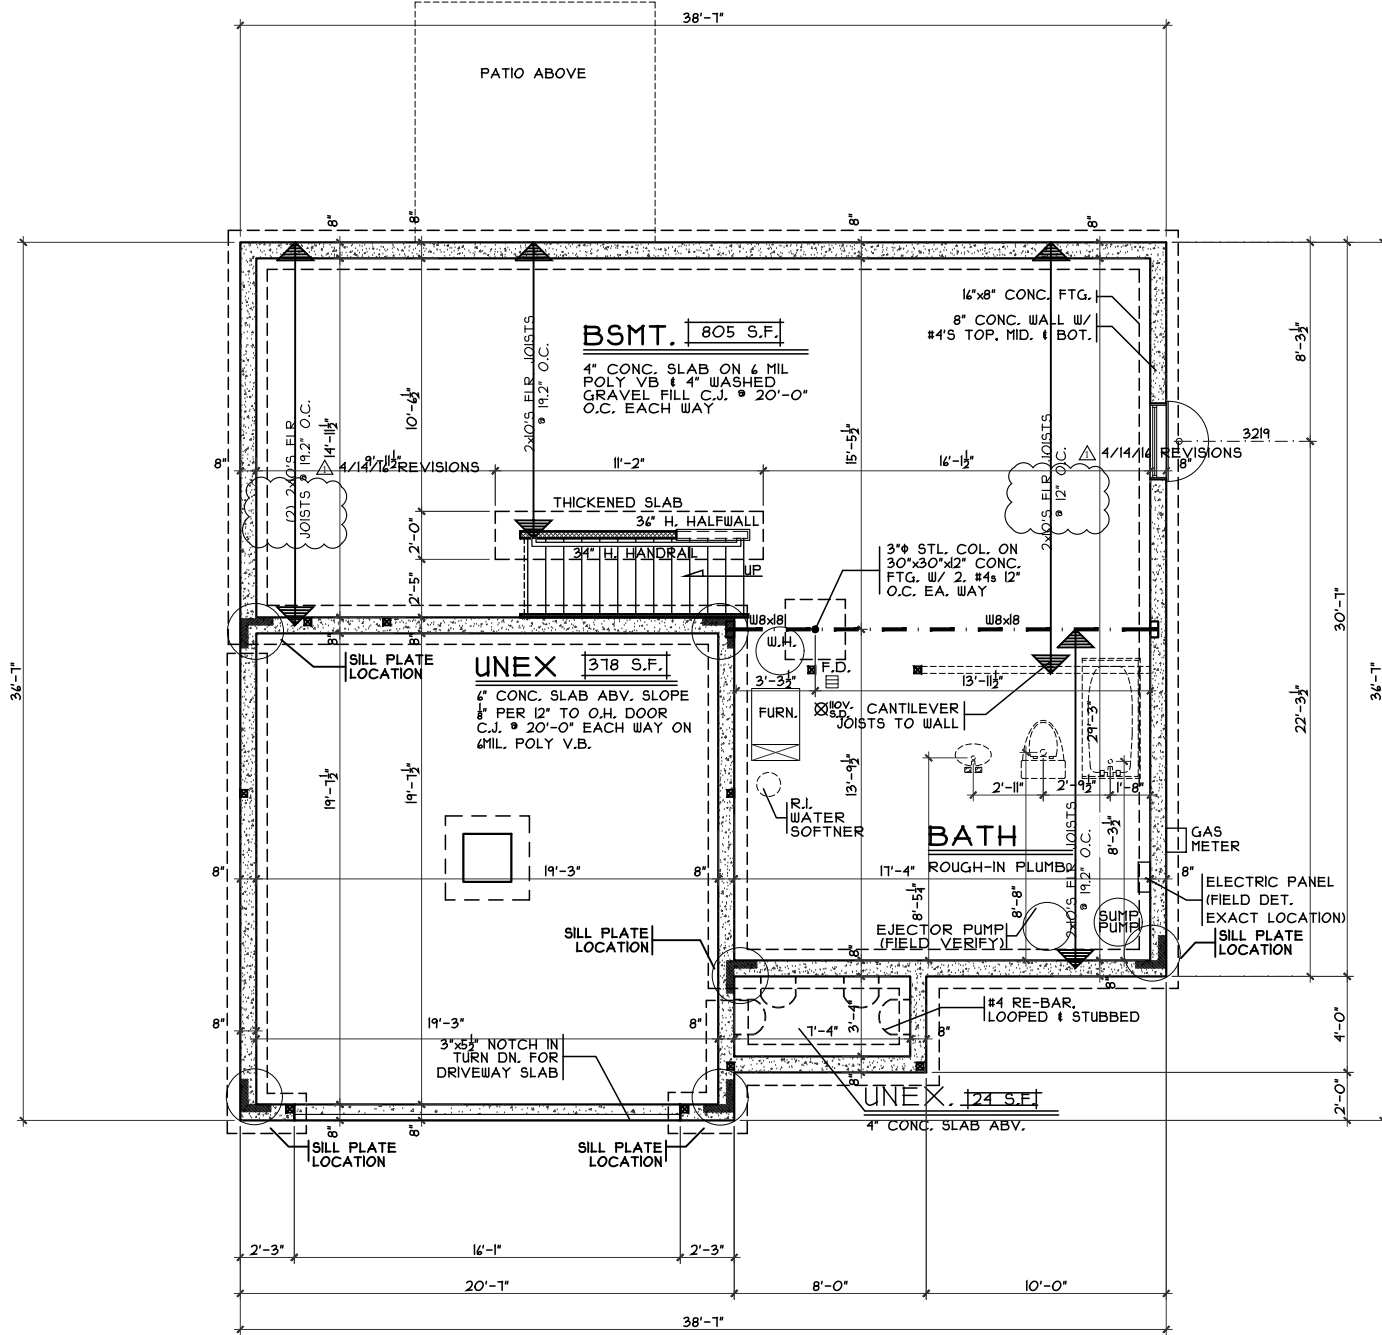 38'-7"
PATIO ABOVE
8"
8"
8"
8"
16"x8" CONC. FTG.
8" CONC. WALL W/
#4'S TOP, MID. & BOT.
BSMT. 805 S.F.
4" CONC. SLAB ON 6 MIL
POLY VB & 4" WASHED
GRAVEL FILL C.J. @ 20'-0"
O.C. EACH WAY
2x10'S FLR JOISTS
@ 19.2" O.C.
(2) 2x10'S FLR
JOISTS @ 19.2" O.C.
14'-11½"
10'-6½"
15'-5½"
8'-3½"
3219
2x10'S FLR JOISTS
@ 12" O.C.
4/14/16 REVISIONS
4/14/16 REVISIONS
8"
9'-11½"
11'-2"
16'-1½"
8"
THICKENED SLAB
36" H. HALFWALL
34" H. HANDRAIL
UP
2'-0"
2'-5"
3"ϕ STL. COL. ON
30"x30"x12" CONC.
FTG. W/ 2, #4s 12"
O.C. EA. WAY
W8x18
W8x18
W.H.
F.D.
30'-7"
36'-7"
36'-7"
22'-3½"
8"
8"
SILL PLATE
LOCATION
UNEX 378 S.F.
6" CONC. SLAB ABV. SLOPE
⅛" PER 12" TO O.H. DOOR
C.J. @ 20'-0" EACH WAY ON
6MIL. POLY V.B.
3'-3½"
13'-11½"
FURN.
110V.
S.D.
CANTILEVER
JOISTS TO WALL
29'-3"
19'-7½"
19'-7½"
13'-9½"
R.I.
WATER
SOFTNER
2'-11"
2'-9½"
1'-8"
8'-3½"
BATH
ROUGH-IN PLUMB.
2x10'S FLR JOISTS
@ 19.2" O.C.
GAS
METER
8"
19'-3"
8"
17'-4"
8"
ELECTRIC PANEL
(FIELD DET.
EXACT LOCATION)
8'-5½"
8'-8"
EJECTOR PUMP
(FIELD VERIFY)
SUMP
PUMP
SILL PLATE
LOCATION
SILL PLATE
LOCATION
8"
8"
#4 RE-BAR.
LOOPED & STUBBED
8"
19'-3"
8"
7'-4"
3'-4"
8"
4'-0"
3"x5½" NOTCH IN
TURN DN. FOR
DRIVEWAY SLAB
8"
UNEX. 24 S.F.
4" CONC. SLAB ABV.
2'-0"
8"
8"
SILL PLATE
LOCATION
SILL PLATE
LOCATION
2'-3"
16'-1"
2'-3"
20'-7"
8'-0"
10'-0"
38'-7"